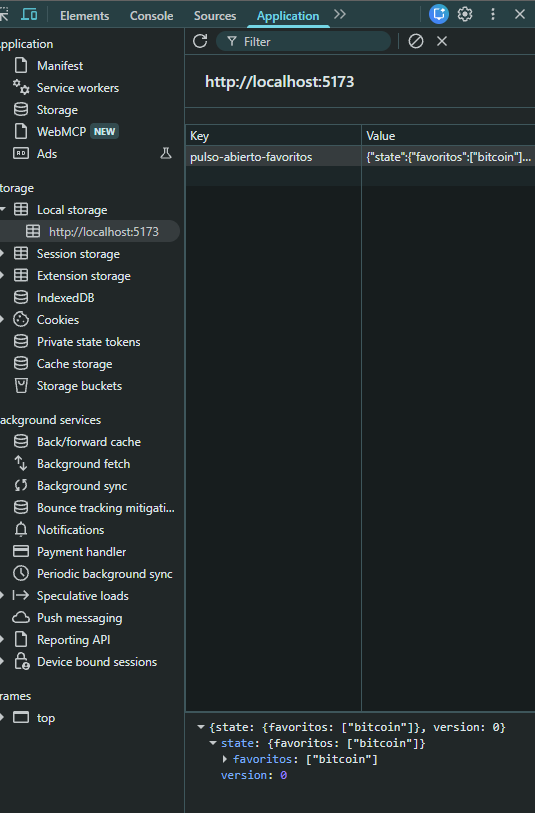 Elements Console Sources Application
Application
Manifest
Service workers
Storage
WebMCP NEW
Ads
Storage
Local storage
http://localhost:5173
Session storage
Extension storage
IndexedDB
Cookies
Private state tokens
Cache storage
Storage buckets
Background services
Back/forward cache
Background fetch
Background sync
Bounce tracking mitigati...
Notifications
Payment handler
Periodic background sync
Speculative loads
Push messaging
Reporting API
Device bound sessions
Frames
top
Filter
http://localhost:5173
Key Value
pulso-abierto-favoritos {"state":{"favoritos":["bitcoin"]...
{state: {favoritos: ["bitcoin"]}, version: 0}
state: {favoritos: ["bitcoin"]}
favoritos: ["bitcoin"]
version: 0